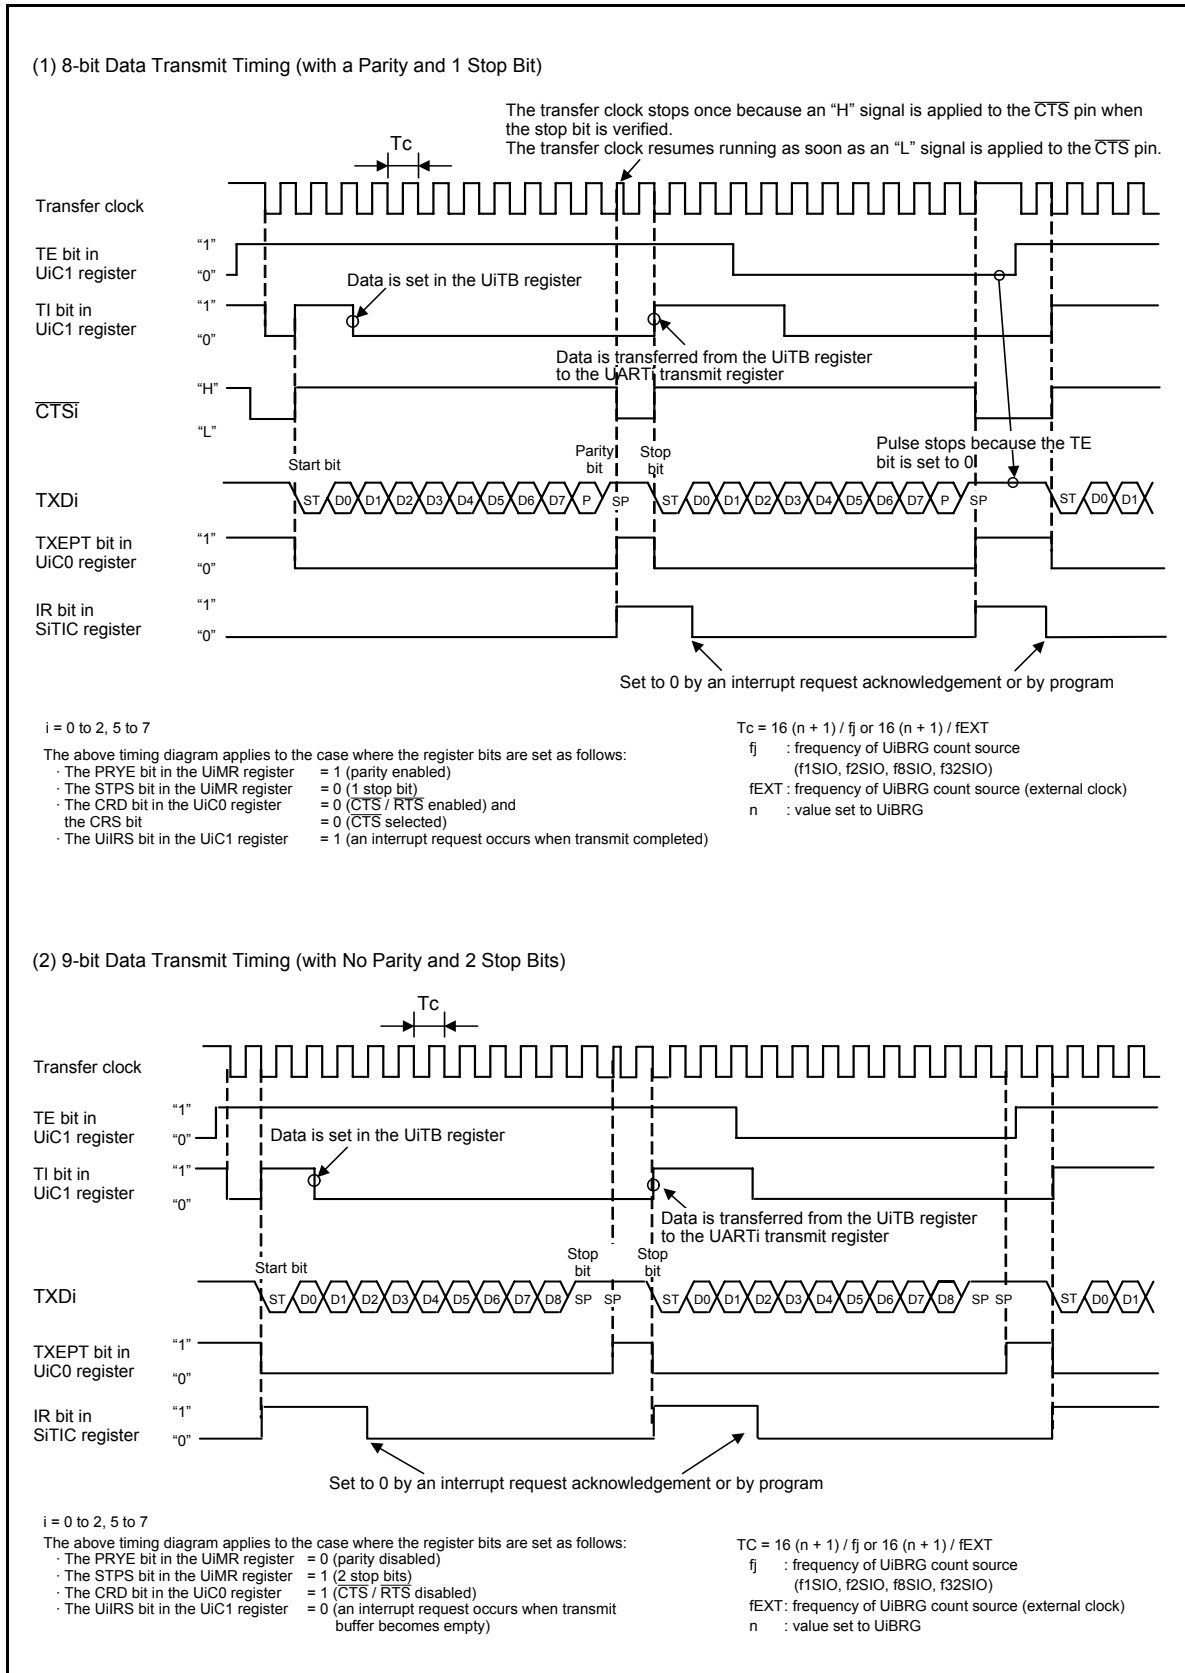 (1) 8-bit Data Transmit Timing (with a Parity and 1 Stop Bit)
The transfer clock stops once because an “H” signal is applied to the CTS pin when
the stop bit is verified.
The transfer clock resumes running as soon as an “L” signal is applied to the CTS pin.
Tc
Transfer clock
TE bit in
UiC1 register
“1”
“0”
Data is set in the UiTB register
TI bit in
UiC1 register
“1”
“0”
Data is transferred from the UiTB register
to the UARTi transmit register
CTSi
“H”
“L”
Pulse stops because the TE
bit is set to 0
Start bit
Parity
bit
Stop
bit
TXDi
ST D0 D1 D2 D3 D4 D5 D6 D7 P SP ST D0 D1 D2 D3 D4 D5 D6 D7 P SP ST D0 D1
TXEPT bit in
UiC0 register
“1”
“0”
IR bit in
SiTIC register
“1”
“0”
Set to 0 by an interrupt request acknowledgement or by program
i = 0 to 2, 5 to 7
The above timing diagram applies to the case where the register bits are set as follows:
· The PRYE bit in the UiMR register = 1 (parity enabled)
· The STPS bit in the UiMR register = 0 (1 stop bit)
· The CRD bit in the UiC0 register = 0 (CTS / RTS enabled) and
the CRS bit = 0 (CTS selected)
· The UiIRS bit in the UiC1 register = 1 (an interrupt request occurs when transmit completed)
Tc = 16 (n + 1) / fj or 16 (n + 1) / fEXT
fj : frequency of UiBRG count source
(f1SIO, f2SIO, f8SIO, f32SIO)
fEXT : frequency of UiBRG count source (external clock)
n : value set to UiBRG
(2) 9-bit Data Transmit Timing (with No Parity and 2 Stop Bits)
Tc
Transfer clock
TE bit in
UiC1 register
“1”
“0”
Data is set in the UiTB register
TI bit in
UiC1 register
“1”
“0”
Data is transferred from the UiTB register
to the UARTi transmit register
Start bit
Stop
bit
Stop
bit
TXDi
ST D0 D1 D2 D3 D4 D5 D6 D7 D8 SP SP ST D0 D1 D2 D3 D4 D5 D6 D7 D8 SP SP ST D0 D1
TXEPT bit in
UiC0 register
“1”
“0”
IR bit in
SiTIC register
“1”
“0”
Set to 0 by an interrupt request acknowledgement or by program
i = 0 to 2, 5 to 7
The above timing diagram applies to the case where the register bits are set as follows:
· The PRYE bit in the UiMR register = 0 (parity disabled)
· The STPS bit in the UiMR register = 1 (2 stop bits)
· The CRD bit in the UiC0 register = 1 (CTS / RTS disabled)
· The UiIRS bit in the UiC1 register = 0 (an interrupt request occurs when transmit
buffer becomes empty)
TC = 16 (n + 1) / fj or 16 (n + 1) / fEXT
fj : frequency of UiBRG count source
(f1SIO, f2SIO, f8SIO, f32SIO)
fEXT : frequency of UiBRG count source (external clock)
n : value set to UiBRG